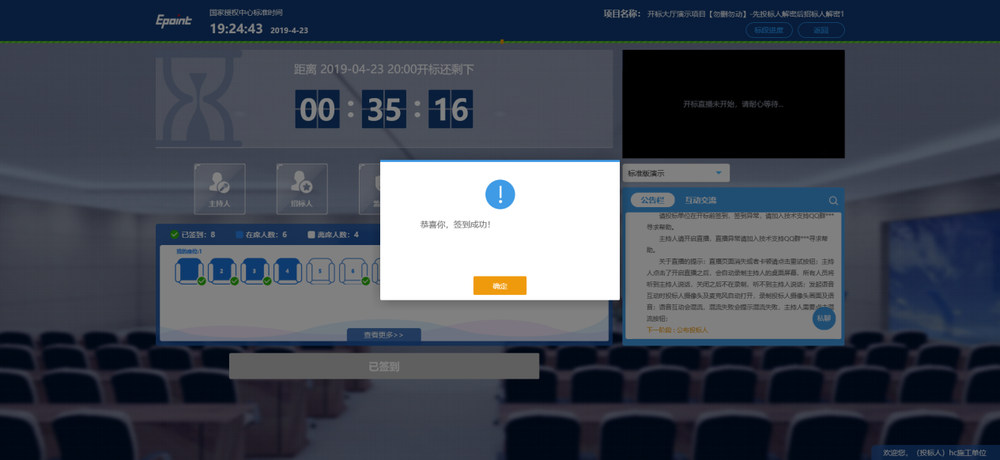 Epoint
国家授权中心标准时间
19:24:43 2019-4-23
项目名称: 开标大厅演示项目【勿删勿动】-先投标人解密后招标人解密1
标段进度 返回
距离 2019-04-23 20:00开标还剩下
00 : 35 : 16
开标直播未开始,请耐心等待...
标准版演示
主持人 招标人 监
公告栏 互动交流
请投标单位在开标前签到,签到异常,请加入技术支持QQ群***
寻求帮助。
主持人请开启直播,直播异常请加入技术支持QQ群***寻求帮
助。
关于直播的提示:直播页面消失或者卡顿请点击重试按钮;主持
人点击了开启直播之后,会自动录制主持人的桌面屏幕,所有人员将
听到主持人说话,关闭之后不在录制,听不到主持人说话;发起语音
互动时投标人摄像头及麦克风自动打开,录制投标人摄像头画面及语
音;语音互动会混流,混流失败会提示混流失败,主持人需要点击混
流按钮;
下一阶段:公布投标人
私聊
恭喜你,签到成功!
确定
已签到:8 在席人数:6 离席人数:4
我的席位:1
2 3 4 5 6
查看更多>>
已签到
欢迎您,(投标人)hc施工单位